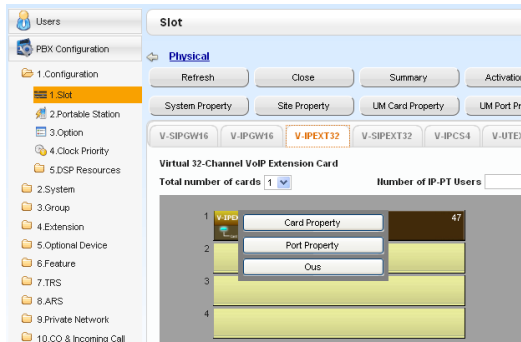 Users
PBX Configuration
1.Configuration
1.Slot
2.Portable Station
3.Option
4.Clock Priority
5.DSP Resources
2.System
3.Group
4.Extension
5.Optional Device
6.Feature
7.TRS
8.ARS
9.Private Network
10.CO & Incoming Call
Slot
Physical
Refresh Close Summary Activatio
System Property Site Property UM Card Property UM Port Pr
V-SIPGW16 V-IPGW16 V-IPEXT32 V-SIPEXT32 V-IPCS4 V-UTEX
Virtual 32-Channel VoIP Extension Card
Total number of cards 1 Number of IP-PT Users
1 V-IPE Card Property 47
Port Property
2
Ous
3
4